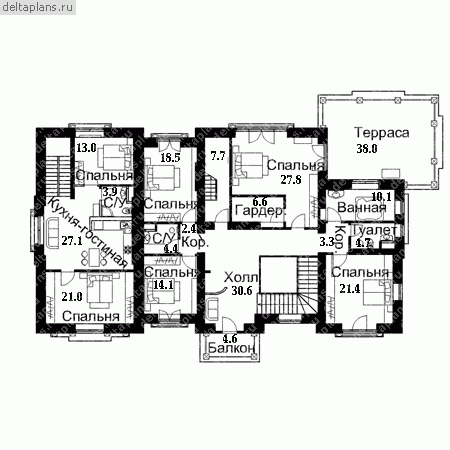 deltaplans.ru
Терраса
38.0
13.0
Спальня
18.5
Спальня
7.7
Спальня
27.8
3.9
С/У
6.6
Гардер.
10.1
Ванная
Кухня-гостиная
27.1
С/У
4.4
2.4
Кор.
3.3
Кор
Туалет
4.7
21.0
Спальня
Спальня
14.1
Холл
30.6
Спальня
21.4
4.6
Балкон